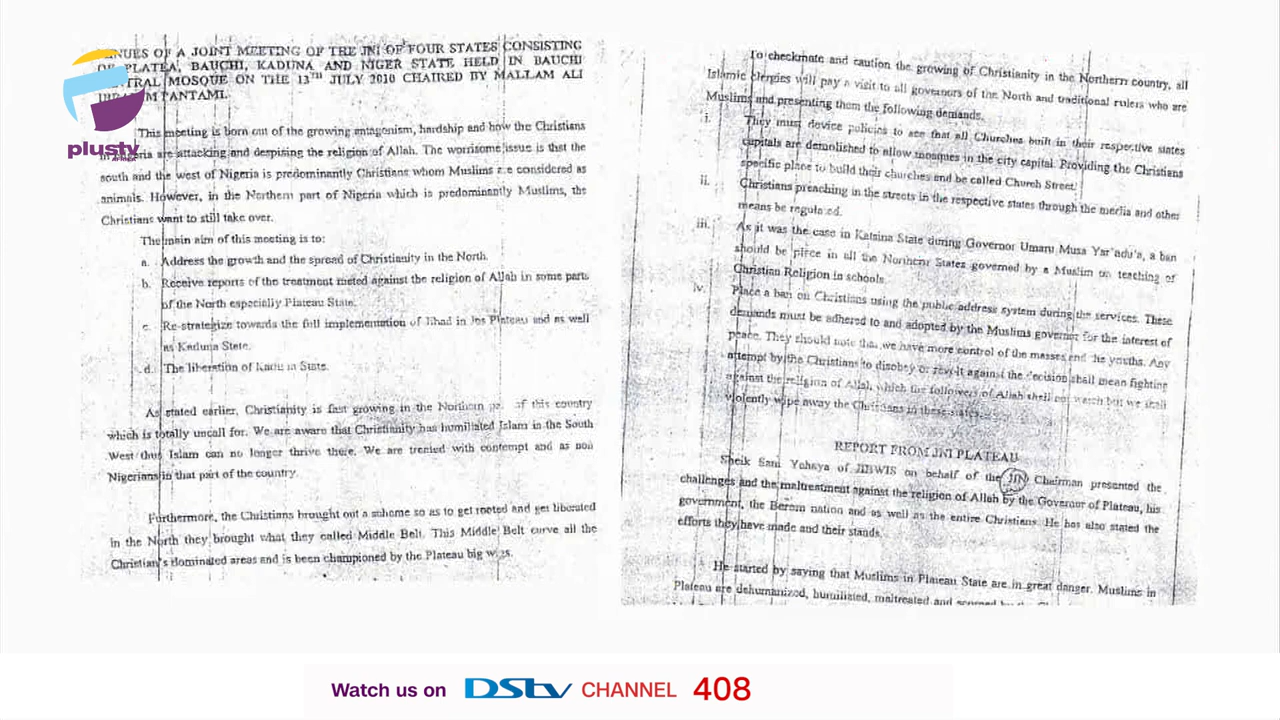 plustv
AFRICA
OF A JOINT MEETING OF THE JNI OF FOUR STATES CONSISTING
PLATEA, BAUCHI, KADUNA AND NIGER STATE HELD IN BAUCHI
MOSQUE ON THE 13TH JULY 2010 CHAIRED BY MALLAM ALI
PANTAMI.
This meeting is born out of the growing antagonism, hardship and how the Christians
are attacking and despising the religion of Allah. The worrisome issue is that the
south and the west of Nigeria is predominantly Christians whom Muslims are considered as
animals. However, in the Northern part of Nigeria which is predominantly Muslims, the
Christians want to still take over.
The main aim of this meeting is to:
a. Address the growth and the spread of Christianity in the North.
b. Receive reports of the treatment meted against the religion of Allah in some parts
of the North especially Plateau State.
c. Re-strategize towards the full implementation of Jihad in Jos Plateau and as well
as Kaduna State.
d. The liberation of Kaduna State.
As stated earlier, Christianity is fast growing in the Northern of this country
which is totally uncall for. We are aware that Christianity has humiliated Islam in the South
West thus Islam can no longer thrive there. We are treated with contempt and as non
Nigerians in that part of the country.
Furthermore, the Christians brought out a scheme so as to get rooted and get liberated
in the North they brought what they called Middle Belt. This Middle Belt curve all the
Christian's dominated areas and is been championed by the Plateau big wigs.
To checkmate and caution the growing of Christianity in the Northern country, all
Islamic clergies will pay a visit to all governors of the North and traditional rulers who are
Muslims and presenting them the following demands.
i. They must device policies to see that all Churches built in their respective states
capitals are demolished to allow mosques in the city capital. Providing the Christians
specific place to build their churches and be called Church Street.
ii. Christians preaching in the streets in the respective states through the media and other
means be regulated.
iii. As it was the case in Katsina State during Governor Umaru Musa Yar'adu'a, a ban
should be in all the Northern States governed by a Muslim on teaching of
Christian Religion in schools.
iv. Place a ban on Christians using the public address system during the services. These
demands must be adhered to and adopted by the Muslims governor for the interest of
peace. They should note that we have more control of the masses and the youths. Any
attempt by the Christians to disobey or revolt against the decision shall mean fighting
against the religion of Allah, which the followers of Allah shall not watch but we shall
violently wipe away the Christians in these states.
REPORT FROM JNI PLATEAU
Sheik Sani Yahaya of JIBWIS on behalf of the JIN Chairman presented the
challenges and the maltreatment against the religion of Allah by the Governor of Plateau, his
government, the Berom nation and as well as the entire Christians. He has also stated the
efforts they have made and their stands.
He started by saying that Muslims in Plateau State are in great danger. Muslims in
Plateau are dehumanized, humiliated, maltreated and
Watch us on DStv CHANNEL 408